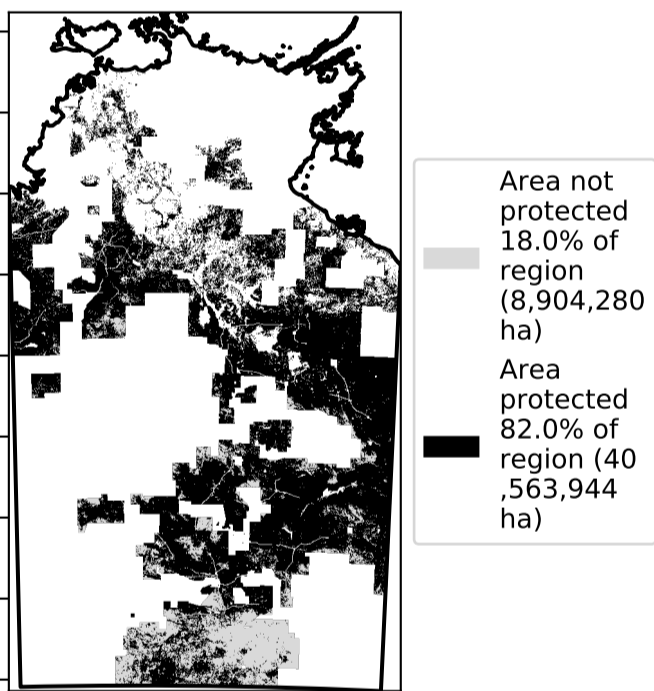 Area not
protected
18.0% of
region
(8,904,280
ha)
Area
protected
82.0% of
region (40
,563,944
ha)